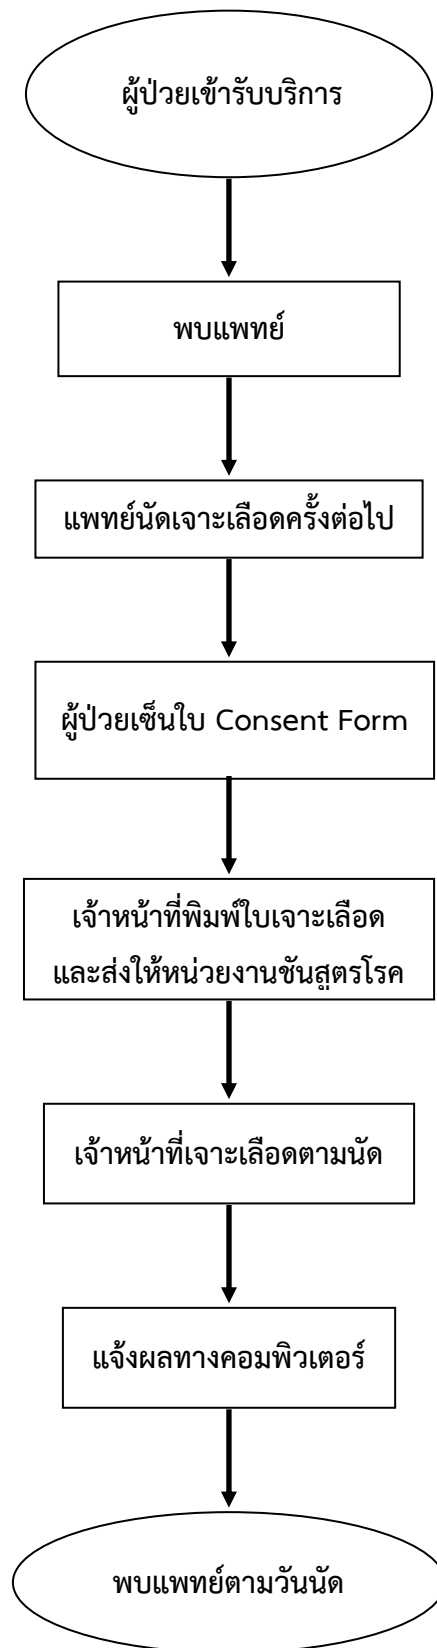 ผู้ป่วยเข้ารับบริการ
พบแพทย์
แพทย์นัดเจาะเลือดครั้งต่อไป
ผู้ป่วยเซ็นใบ Consent Form
เจ้าหน้าที่พิมพ์ใบเจาะเลือด
และส่งให้หน่วยงานชันสูตรโรค
เจ้าหน้าที่เจาะเลือดตามนัด
แจ้งผลทางคอมพิวเตอร์
พบแพทย์ตามวันนัด